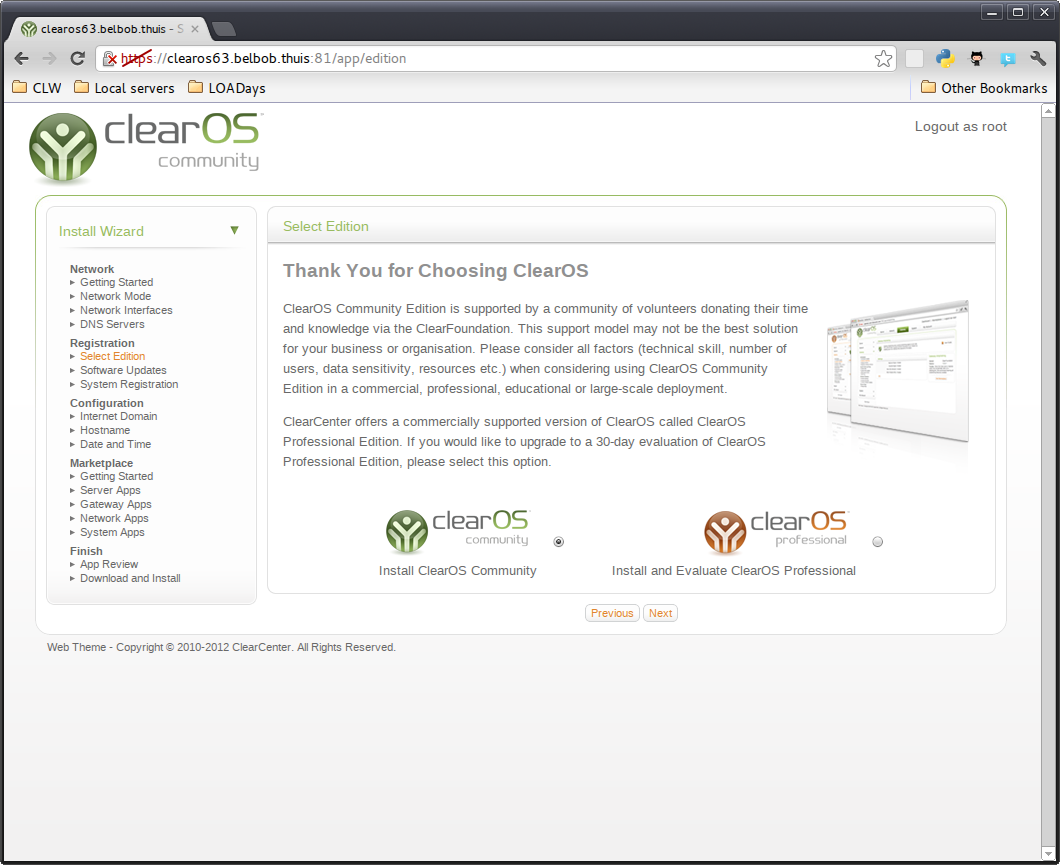 clearos63.belbob.thuis - S
https://clearos63.belbob.thuis:81/app/edition
CLW
Local servers
LOADays
Other Bookmarks
clearOS
community
Logout as root
Install Wizard
Network
Getting Started
Network Mode
Network Interfaces
DNS Servers
Registration
Select Edition
Software Updates
System Registration
Configuration
Internet Domain
Hostname
Date and Time
Marketplace
Getting Started
Server Apps
Gateway Apps
Network Apps
System Apps
Finish
App Review
Download and Install
Select Edition
Thank You for Choosing ClearOS
ClearOS Community Edition is supported by a community of volunteers donating their time
and knowledge via the ClearFoundation. This support model may not be the best solution
for your business or organisation. Please consider all factors (technical skill, number of
users, data sensitivity, resources etc.) when considering using ClearOS Community
Edition in a commercial, professional, educational or large-scale deployment.
ClearCenter offers a commercially supported version of ClearOS called ClearOS
Professional Edition. If you would like to upgrade to a 30-day evaluation of ClearOS
Professional Edition, please select this option.
clearOS
community
Install ClearOS Community
clearOS
professional
Install and Evaluate ClearOS Professional
Previous
Next
Web Theme - Copyright © 2010-2012 ClearCenter. All Rights Reserved.